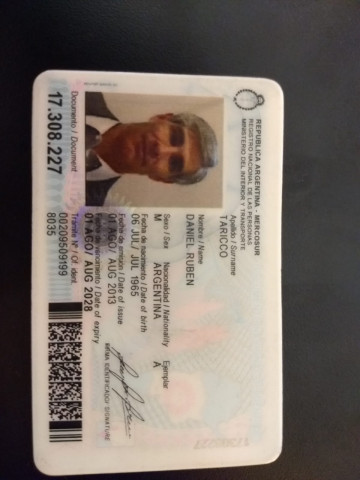 REPUBLICA ARGENTINA - MERCOSUR
REGISTRO NACIONAL DE LAS PERSONAS
MINISTERIO DEL INTERIOR Y TRANSPORTE
Apellido / Surname
TARICCO
Nombre / Name
DANIEL RUBEN
Sexo / Sex
M
Nacionalidad / Nationality
ARGENTINA
Ejemplar
A
Fecha de nacimiento / Date of birth
06 JUL/ JUL 1965
Fecha de emisión / Date of issue
01 AGO/ AUG 2013
Fecha de vencimiento / Date of expiry
01 AGO/ AUG 2028
FIRMA IDENTIFICADO/ SIGNATURE
Documento / Document
17.308.227
Trámite N° / Of. ident.
00209509199
8035